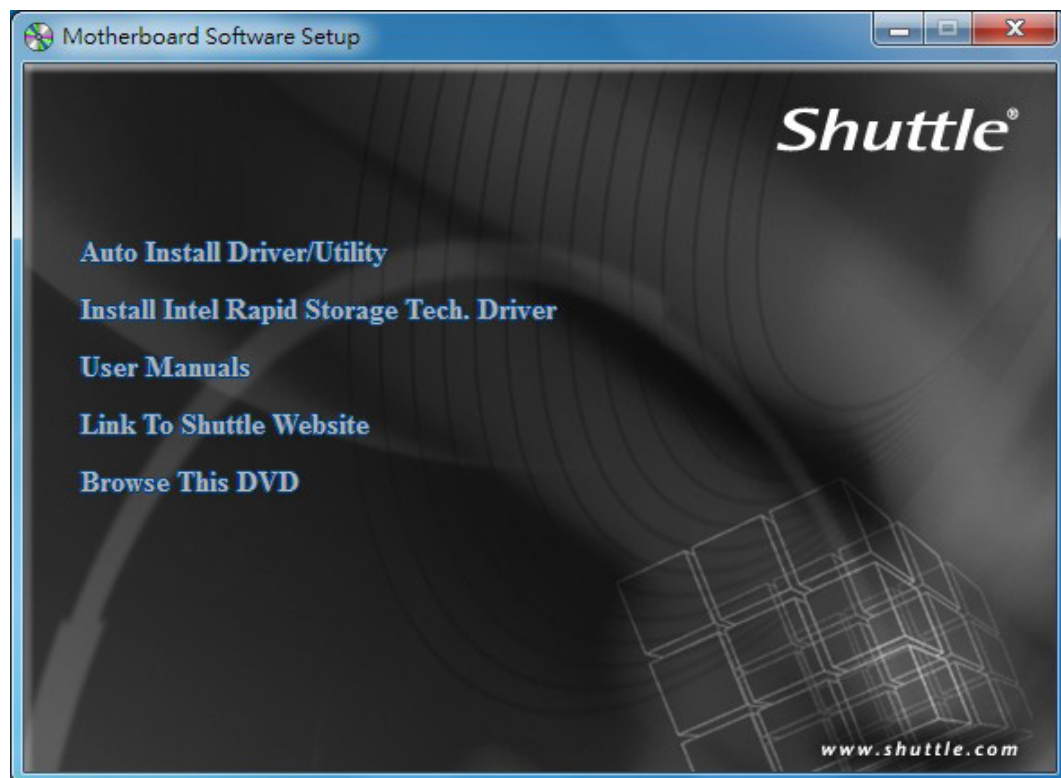 Motherboard Software Setup
Shuttle®
Auto Install Driver/Utility
Install Intel Rapid Storage Tech. Driver
User Manuals
Link To Shuttle Website
Browse This DVD
www.shuttle.com